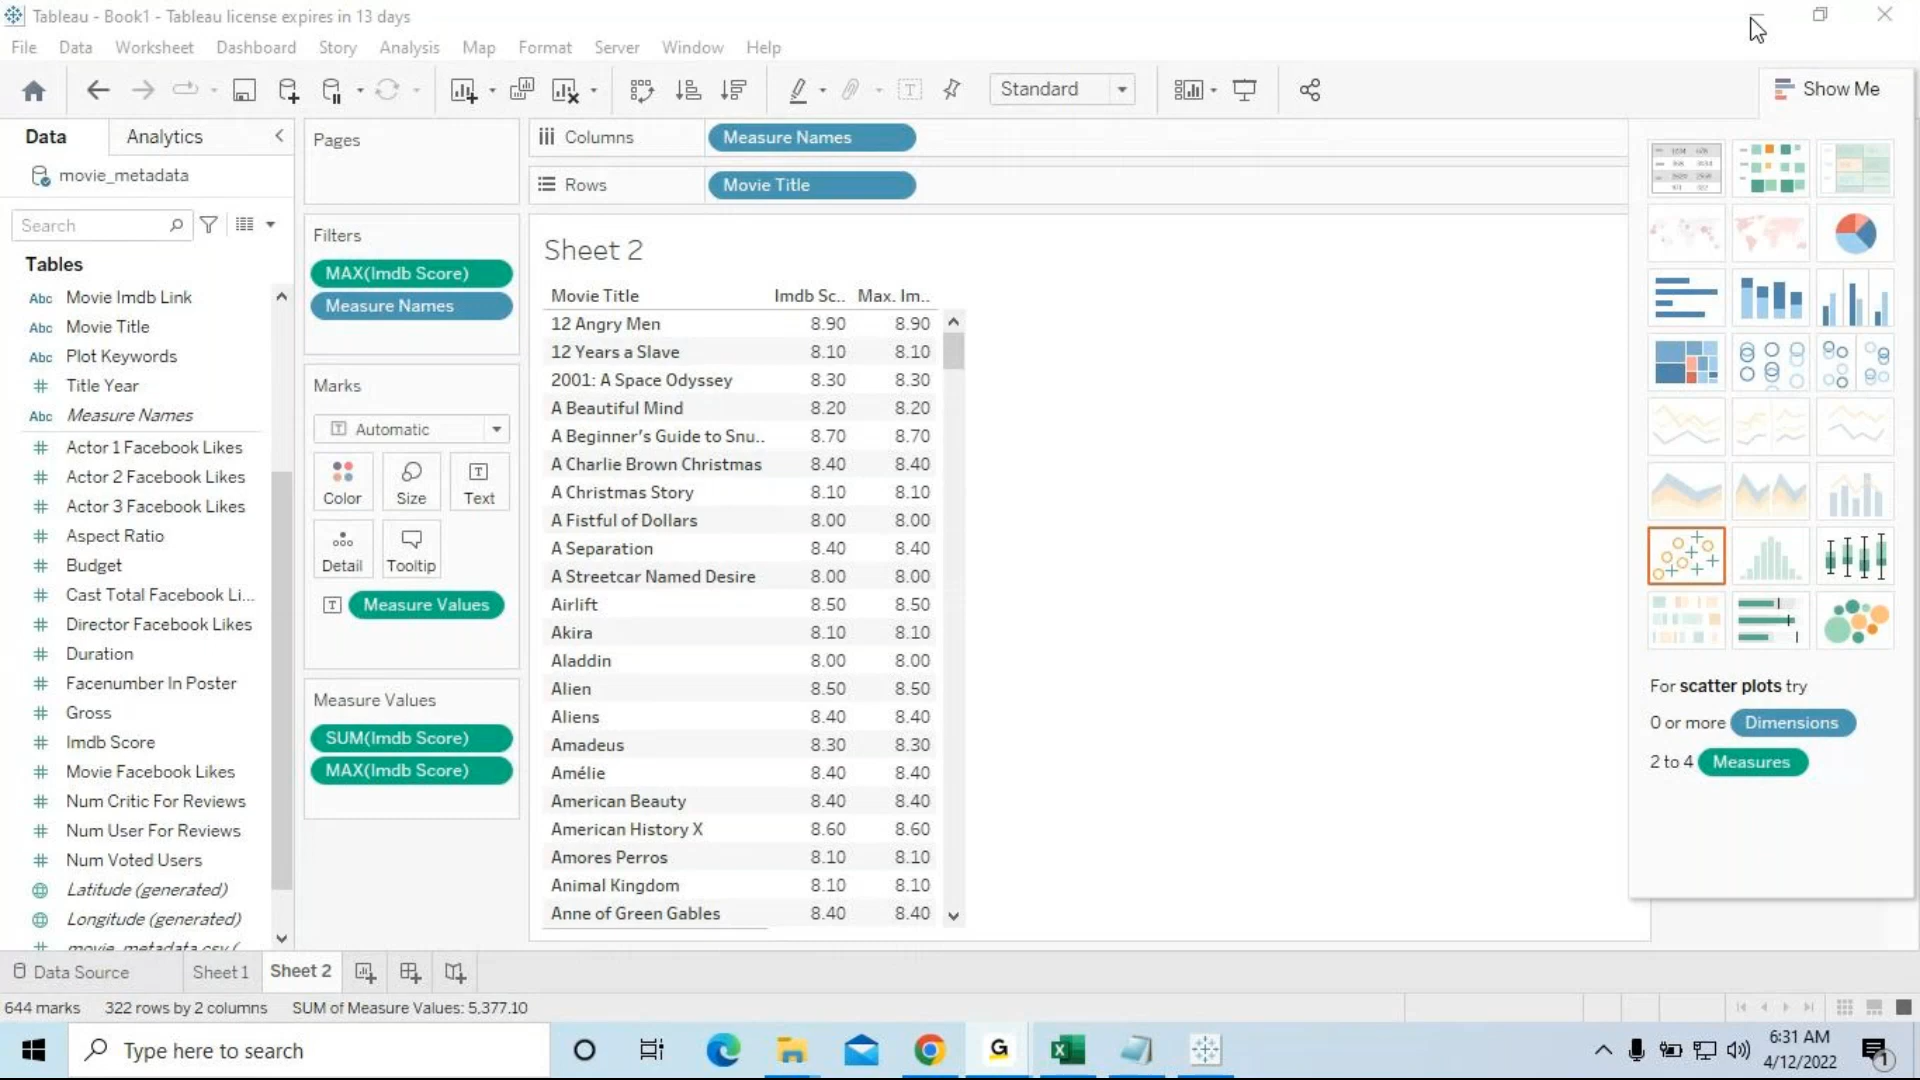 Tableau - Book1 - Tableau license expires in 13 days
File Data Worksheet Dashboard Story Analysis Map Format Server Window Help
Standard
Show Me
Data Analytics
movie_metadata
Search
Tables
Abc Movie Imdb Link
Abc Movie Title
Abc Plot Keywords
# Title Year
Abc Measure Names
# Actor 1 Facebook Likes
# Actor 2 Facebook Likes
# Actor 3 Facebook Likes
# Aspect Ratio
# Budget
# Cast Total Facebook Li...
# Director Facebook Likes
# Duration
# Facenumber In Poster
# Gross
# Imdb Score
# Movie Facebook Likes
# Num Critic For Reviews
# Num User For Reviews
# Num Voted Users
Latitude (generated)
Longitude (generated)
# movie_metadata.csv (
Pages
Filters
MAX(Imdb Score)
Measure Names
Marks
Automatic
Color Size Text
Detail Tooltip
Measure Values
Measure Values
SUM(Imdb Score)
MAX(Imdb Score)
Columns Measure Names
Rows Movie Title
Sheet 2
Movie Title Imdb Sc.. Max. Im..
12 Angry Men 8.90 8.90
12 Years a Slave 8.10 8.10
2001: A Space Odyssey 8.30 8.30
A Beautiful Mind 8.20 8.20
A Beginner's Guide to Snu.. 8.70 8.70
A Charlie Brown Christmas 8.40 8.40
A Christmas Story 8.10 8.10
A Fistful of Dollars 8.00 8.00
A Separation 8.40 8.40
A Streetcar Named Desire 8.00 8.00
Airlift 8.50 8.50
Akira 8.10 8.10
Aladdin 8.00 8.00
Alien 8.50 8.50
Aliens 8.40 8.40
Amadeus 8.30 8.30
Amélie 8.40 8.40
American Beauty 8.40 8.40
American History X 8.60 8.60
Amores Perros 8.10 8.10
Animal Kingdom 8.10 8.10
Anne of Green Gables 8.40 8.40
For scatter plots try
0 or more Dimensions
2 to 4 Measures
Data Source Sheet 1 Sheet 2
644 marks 322 rows by 2 columns SUM of Measure Values: 5,377.10
Type here to search
6:31 AM
4/12/2022
1